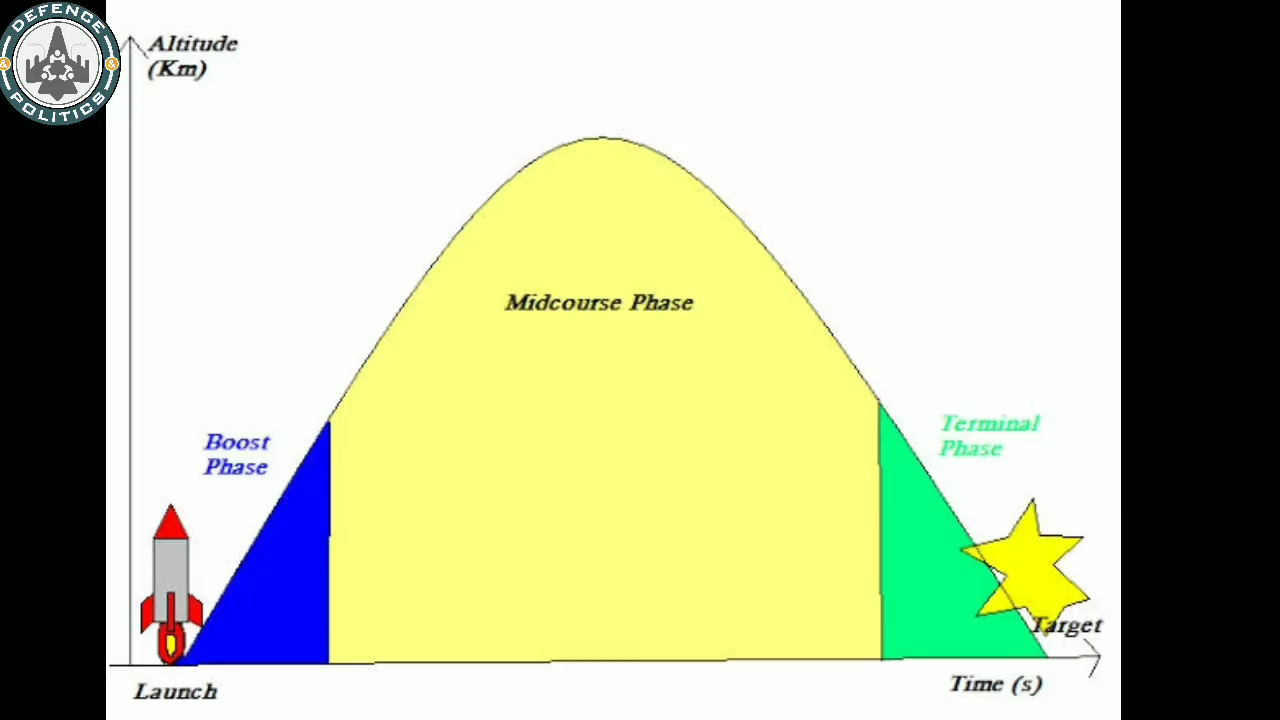 DEFENCE
&
&
POLITICS
Altitude
(Km)
Midcourse Phase
Boost
Phase
Terminal
Phase
Target
Launch
Time (s)